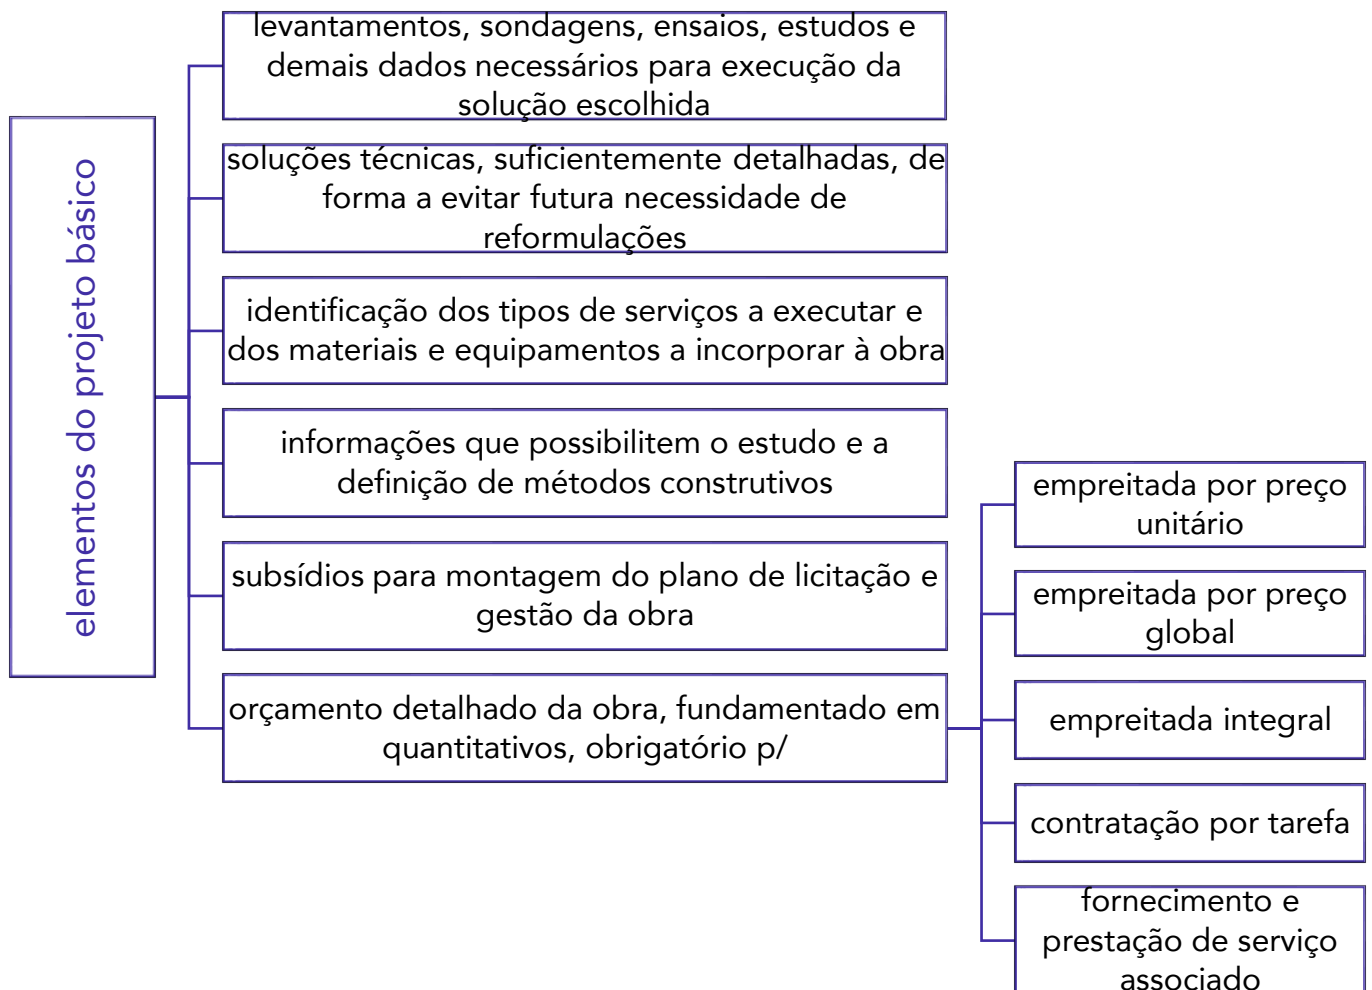 elementos do projeto básico
levantamentos, sondagens, ensaios, estudos e
demais dados necessários para execução da
solução escolhida
soluções técnicas, suficientemente detalhadas, de
forma a evitar futura necessidade de
reformulações
identificação dos tipos de serviços a executar e
dos materiais e equipamentos a incorporar à obra
informações que possibilitem o estudo e a
definição de métodos construtivos
subsídios para montagem do plano de licitação e
gestão da obra
orçamento detalhado da obra, fundamentado em
quantitativos, obrigatório p/
empreitada por preço
unitário
empreitada por preço
global
empreitada integral
contratação por tarefa
fornecimento e
prestação de serviço
associado